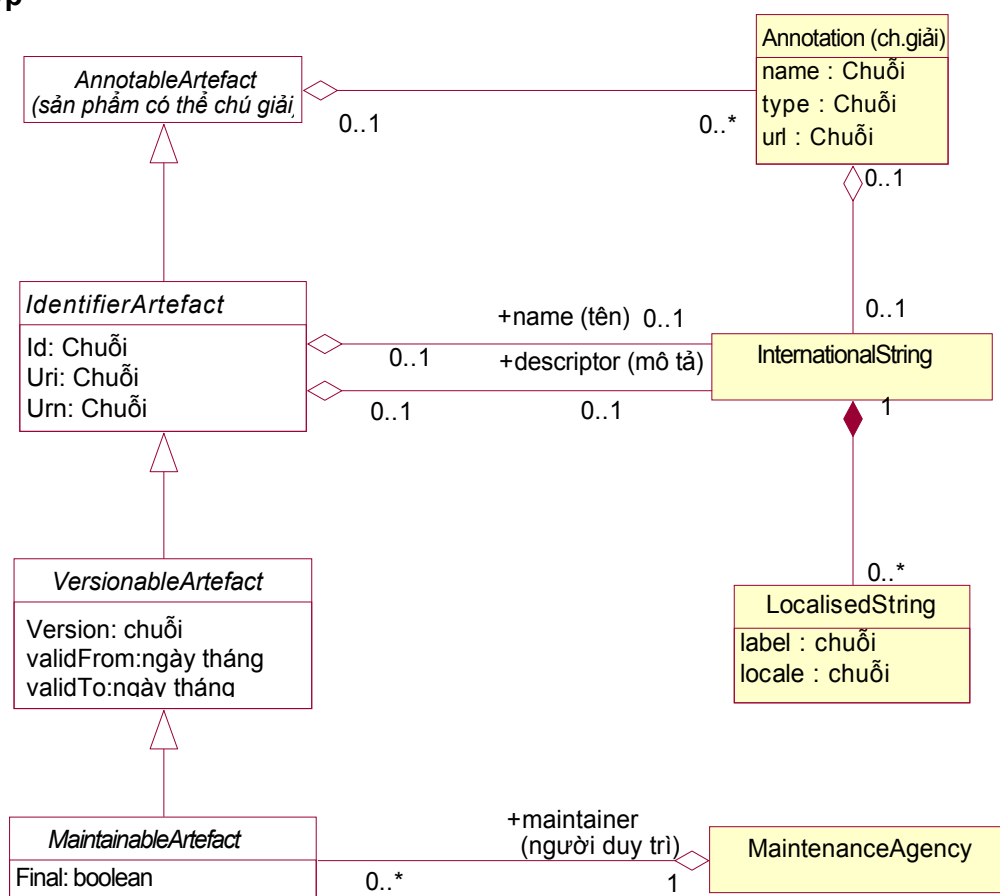 AnnotableArtefact
(sản phẩm có thể chú giải
0..1
0..*
Annotation (ch.giải)
name : Chuỗi
type : Chuỗi
url : Chuỗi
0..1
0..1
IdentifierArtefact
Id: Chuỗi
Uri: Chuỗi
Urn: Chuỗi
+name (tên) 0..1
0..1
+descriptor (mô tả)
0..1
0..1
InternationalString
1
0..*
VersionableArtefact
Version: chuỗi
validFrom:ngày tháng
validTo:ngày tháng
LocalisedString
label : chuỗi
locale : chuỗi
MaintainableArtefact
Final: boolean
0..*
+maintainer
(người duy trì)
1
MaintenanceAgency